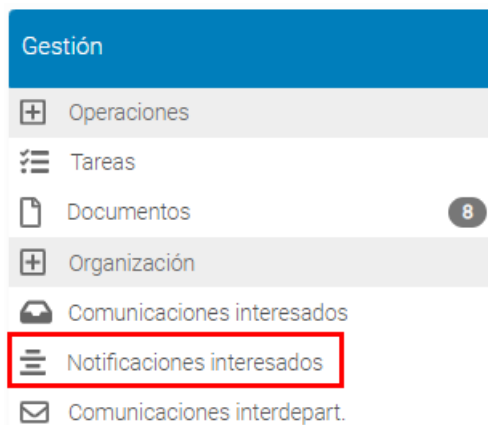 Gestión
Operaciones
Tareas
Documentos 8
Organización
Comunicaciones interesados
Notificaciones interesados
Comunicaciones interdepart.